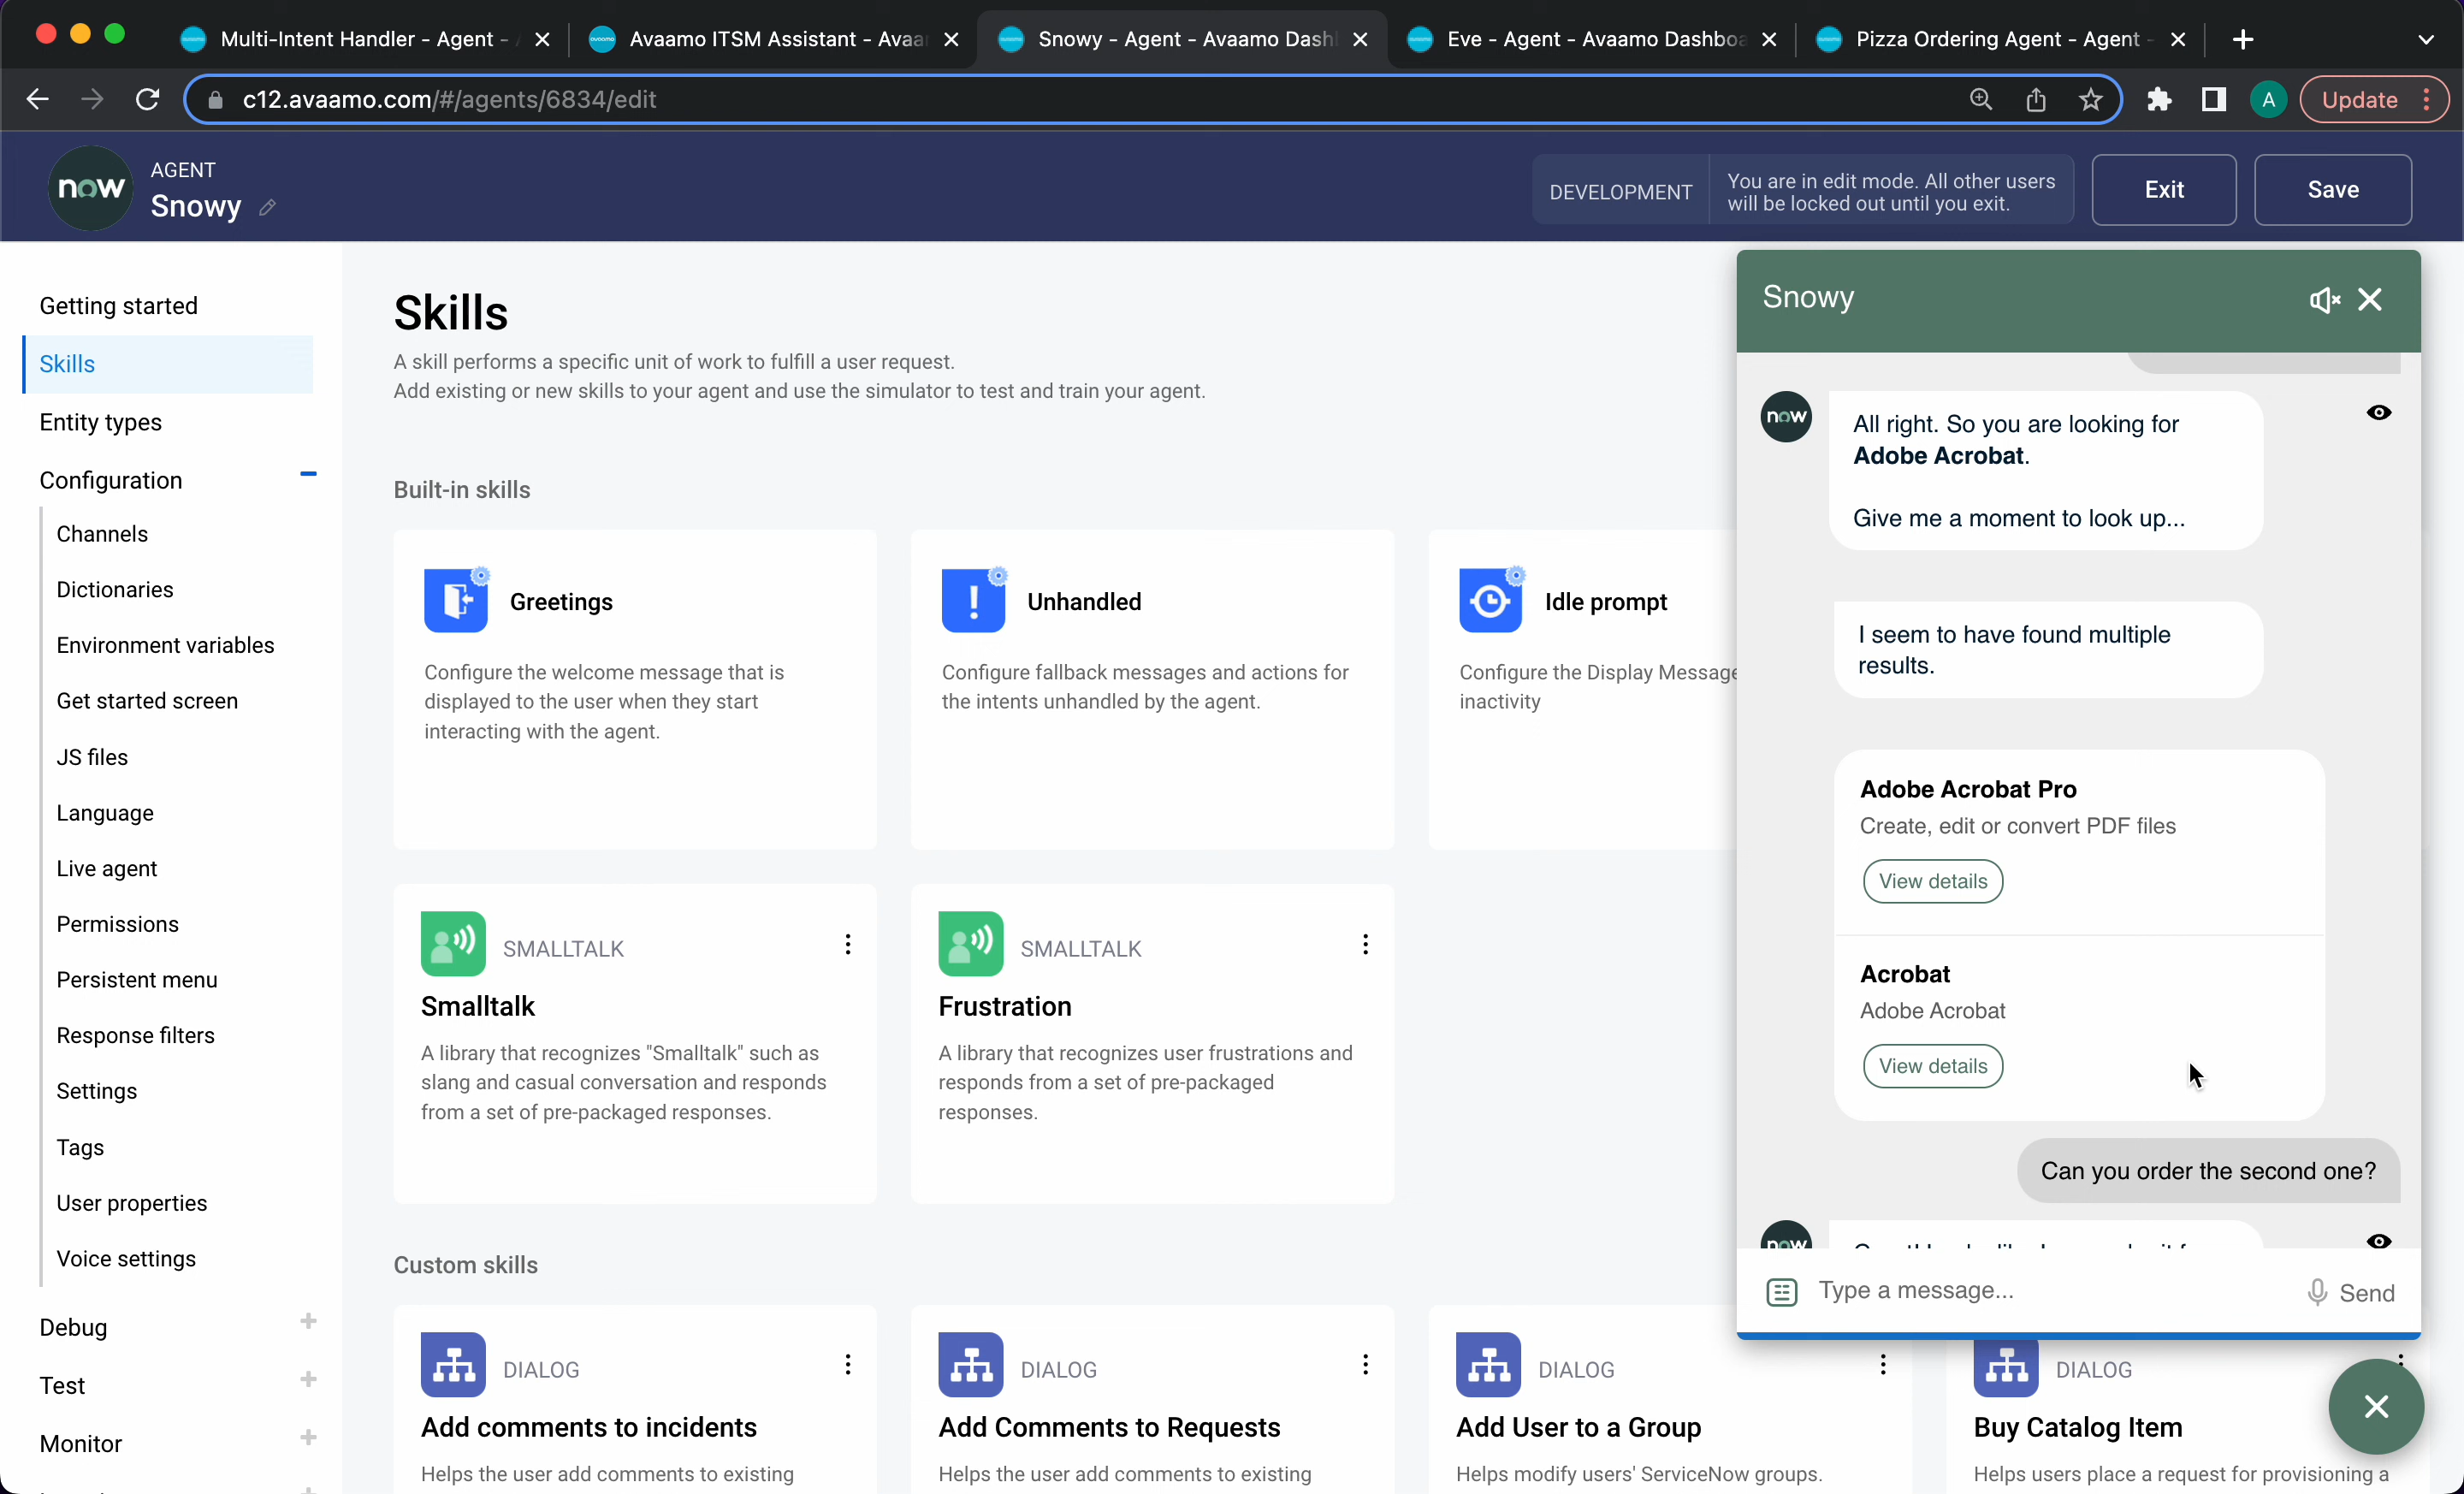 Multi-Intent Handler - Agent -
Avaamo ITSM Assistant - Avaa
Snowy - Agent - Avaamo Dash
Eve - Agent - Avaamo Dashboa
Pizza Ordering Agent - Agent -
c12.avaamo.com/#/agents/6834/edit
A
Update
now
AGENT
Snowy
DEVELOPMENT
You are in edit mode. All other users
will be locked out until you exit.
Exit
Save
Getting started
Skills
Entity types
Configuration
Channels
Dictionaries
Environment variables
Get started screen
JS files
Language
Live agent
Permissions
Persistent menu
Response filters
Settings
Tags
User properties
Voice settings
Debug
Test
Monitor
Skills
A skill performs a specific unit of work to fulfill a user request.
Add existing or new skills to your agent and use the simulator to test and train your agent.
Built-in skills
Greetings
Configure the welcome message that is
displayed to the user when they start
interacting with the agent.
Unhandled
Configure fallback messages and actions for
the intents unhandled by the agent.
Idle prompt
Configure the Display Message
inactivity
SMALLTALK
Smalltalk
A library that recognizes "Smalltalk" such as
slang and casual conversation and responds
from a set of pre-packaged responses.
SMALLTALK
Frustration
A library that recognizes user frustrations and
responds from a set of pre-packaged
responses.
Custom skills
DIALOG
Add comments to incidents
Helps the user add comments to existing
DIALOG
Add Comments to Requests
Helps the user add comments to existing
DIALOG
Add User to a Group
Helps modify users' ServiceNow groups.
DIALOG
Buy Catalog Item
Helps users place a request for provisioning a
Snowy
now
All right. So you are looking for
Adobe Acrobat.
Give me a moment to look up...
I seem to have found multiple
results.
Adobe Acrobat Pro
Create, edit or convert PDF files
View details
Acrobat
Adobe Acrobat
View details
Can you order the second one?
now
Type a message...
Send